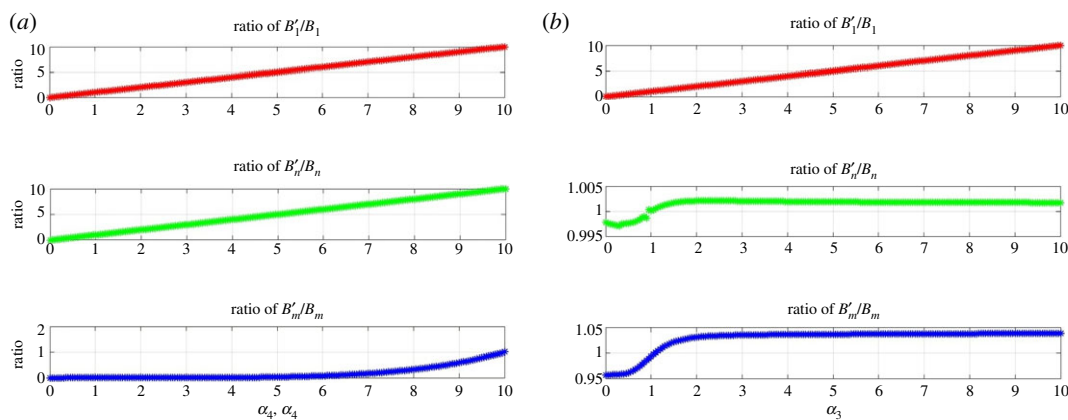 (a)
ratio of B′₁/B₁
ratio
10
5
0
0 1 2 3 4 5 6 7 8 9 10
ratio of B′ₙ/Bₙ
ratio
10
5
0
0 1 2 3 4 5 6 7 8 9 10
ratio of B′ₘ/Bₘ
ratio
2
1
0
0 1 2 3 4 5 6 7 8 9 10
α₄, α₄
(b)
ratio of B′₁/B₁
10
5
0
0 1 2 3 4 5 6 7 8 9 10
ratio of B′ₙ/Bₙ
1.005
1
0.995
0 1 2 3 4 5 6 7 8 9 10
ratio of B′ₘ/Bₘ
1.05
1
0.95
0 1 2 3 4 5 6 7 8 9 10
α₃